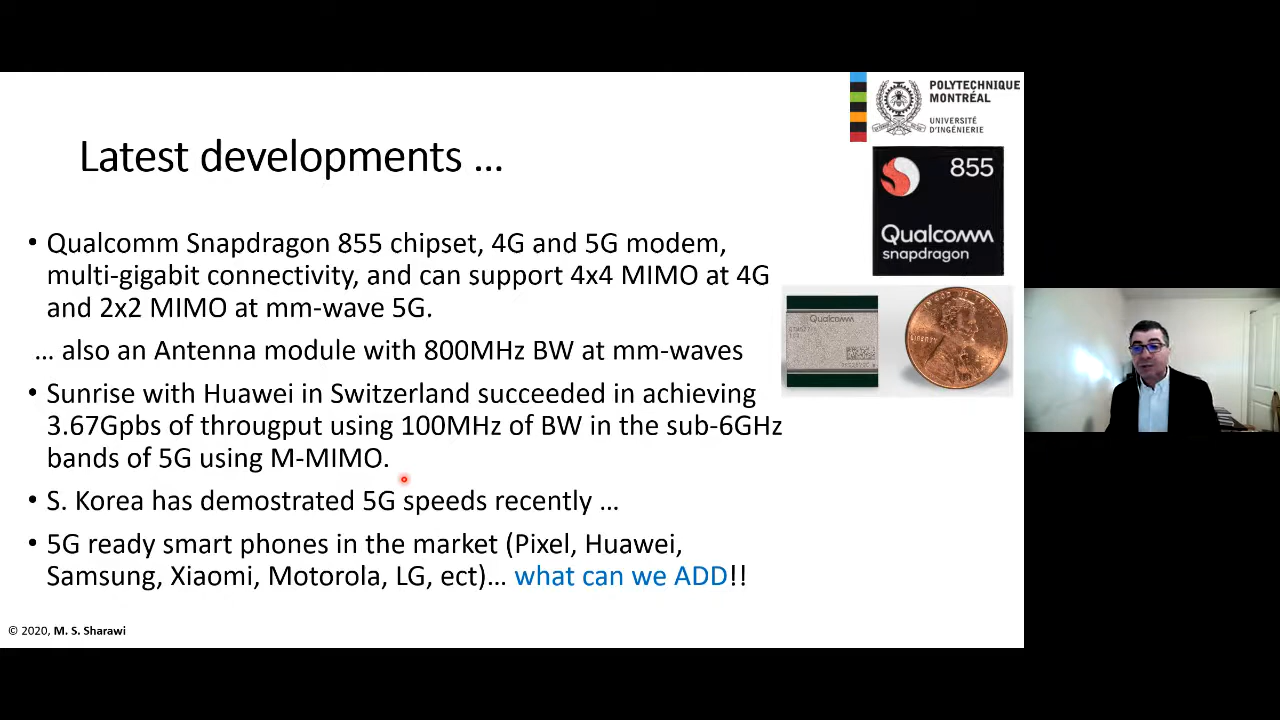 POLYTECHNIQUE
MONTRÉAL
UNIVERSITÉ
D'INGÉNIERIE
Latest developments ...
855
Qualcomm
snapdragon
• Qualcomm Snapdragon 855 chipset, 4G and 5G modem,
multi-gigabit connectivity, and can support 4x4 MIMO at 4G
and 2x2 MIMO at mm-wave 5G.
... also an Antenna module with 800MHz BW at mm-waves
Qualcomm
LIBERTY
• Sunrise with Huawei in Switzerland succeeded in achieving
3.67Gpbs of througput using 100MHz of BW in the sub-6GHz
bands of 5G using M-MIMO.
• S. Korea has demostrated 5G speeds recently ...
• 5G ready smart phones in the market (Pixel, Huawei,
Samsung, Xiaomi, Motorola, LG, ect)... what can we ADD!!
© 2020, M. S. Sharawi